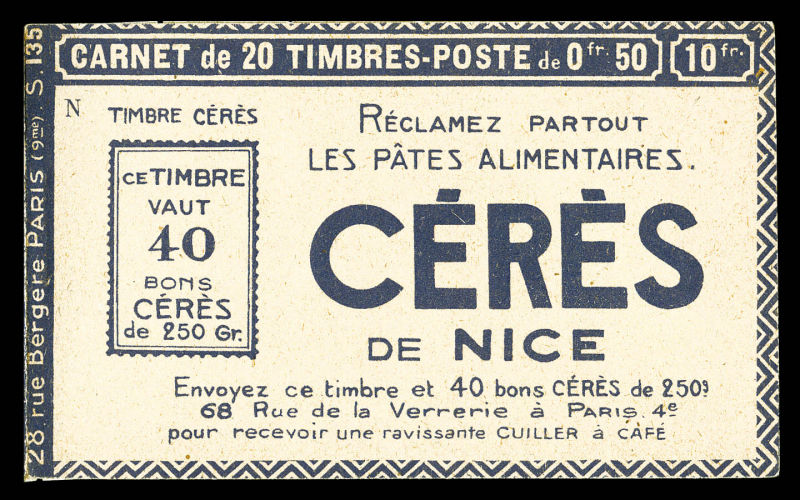 CARNET de 20 TIMBRES-POSTE de 0fr. 50 10fr.
N
TIMBRE CÉRÈS
CE TIMBRE
VAUT
40
BONS
CÉRÈS
de 250 Gr.
RÉCLAMEZ PARTOUT
LES PÂTES ALIMENTAIRES.
CÉRÈS
DE NICE
Envoyez ce timbre et 40 bons CÉRÈS de 250g
68 Rue de la Verrerie à PARIS. 4e
pour recevoir une ravissante CUILLER à CAFÉ
28 rue Bergère PARIS (9me). S. 135